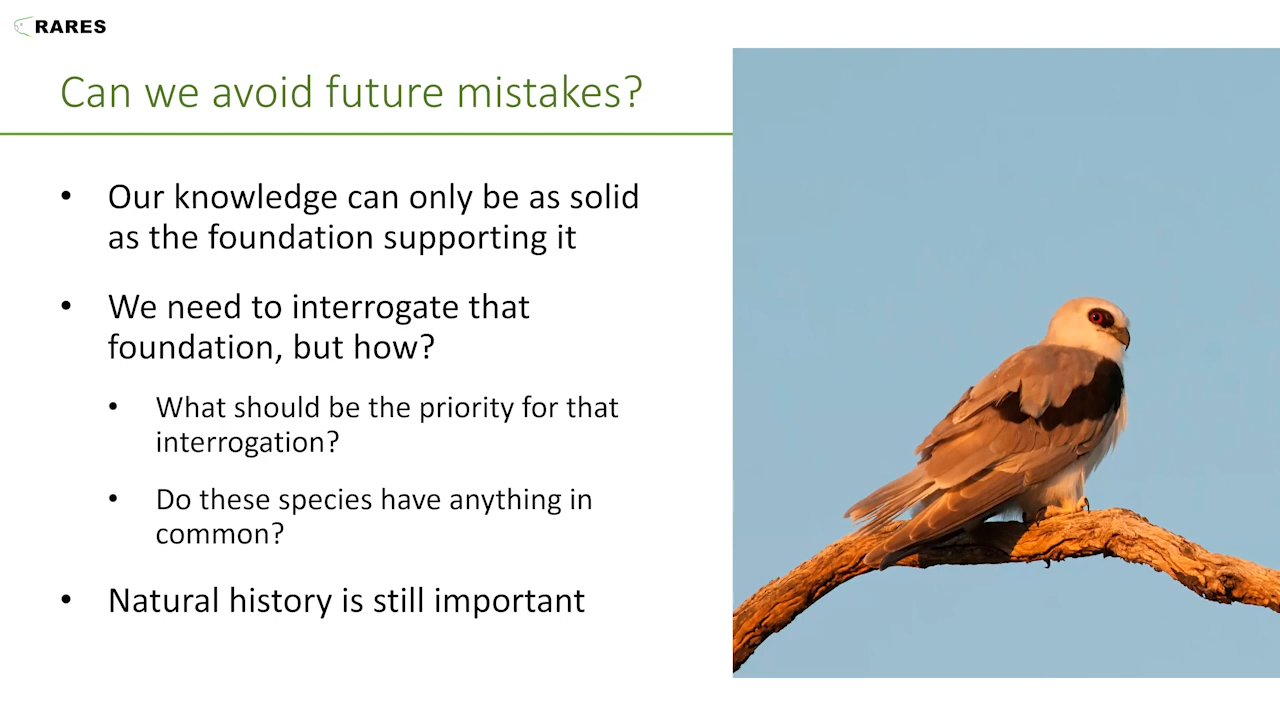 RARES
Can we avoid future mistakes?
• Our knowledge can only be as solid
as the foundation supporting it
• We need to interrogate that
foundation, but how?
• What should be the priority for that
interrogation?
• Do these species have anything in
common?
• Natural history is still important